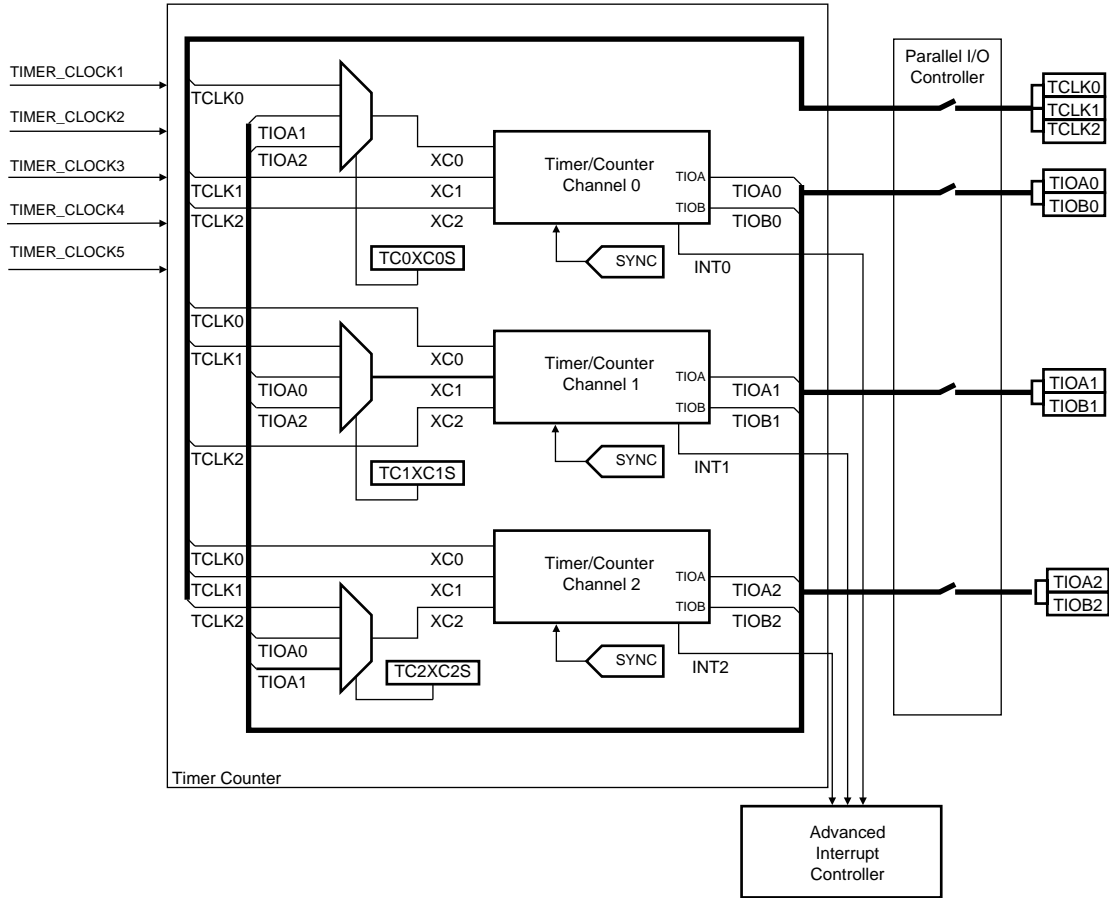 TIMER_CLOCK1
TIMER_CLOCK2
TIMER_CLOCK3
TIMER_CLOCK4
TIMER_CLOCK5
TCLK0
TIOA1
TIOA2
TCLK1
TCLK2
XC0
XC1
XC2
Timer/Counter
Channel 0
TIOA
TIOB
TIOA0
TIOB0
TC0XC0S
SYNC
INT0
TCLK0
TCLK1
TIOA0
TIOA2
TCLK2
XC0
XC1
XC2
Timer/Counter
Channel 1
TIOA
TIOB
TIOA1
TIOB1
TC1XC1S
SYNC
INT1
TCLK0
TCLK1
TCLK2
TIOA0
TIOA1
XC0
XC1
XC2
Timer/Counter
Channel 2
TIOA
TIOB
TIOA2
TIOB2
TC2XC2S
SYNC
INT2
Timer Counter
Parallel I/O
Controller
TCLK0
TCLK1
TCLK2
TIOA0
TIOB0
TIOA1
TIOB1
TIOA2
TIOB2
Advanced
Interrupt
Controller